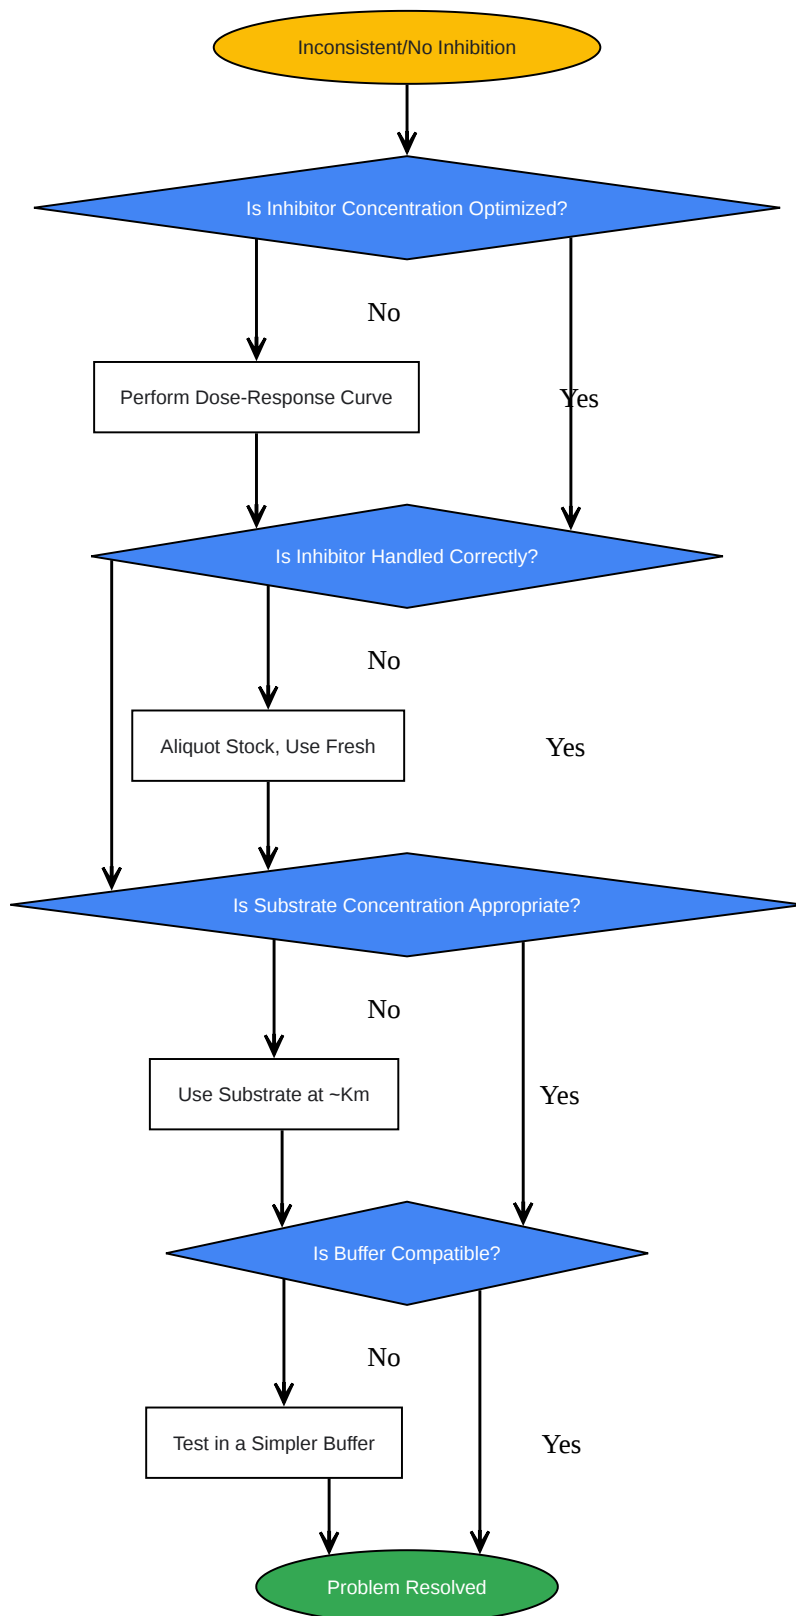 Inconsistent/No Inhibition
Is Inhibitor Concentration Optimized?
No
Perform Dose-Response Curve
Yes
Is Inhibitor Handled Correctly?
No
Aliquot Stock, Use Fresh
Yes
Is Substrate Concentration Appropriate?
No
Use Substrate at ~Km
Yes
Is Buffer Compatible?
No
Test in a Simpler Buffer
Yes
Problem Resolved